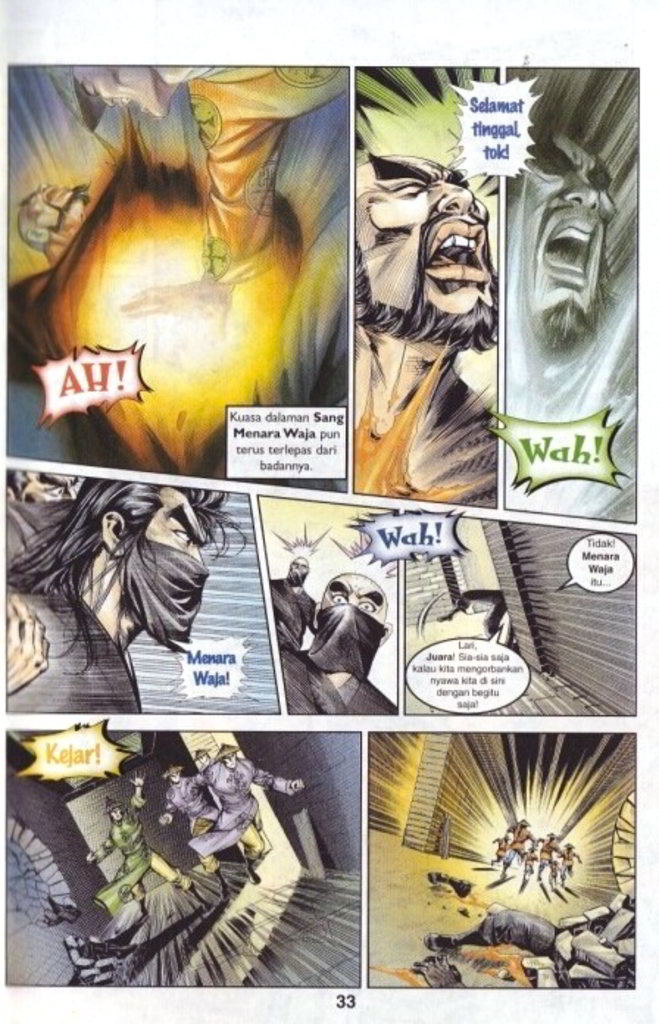 Selamat
tinggal,
tok!
AH!
Kuasa dalaman Sang
Menara Waja pun
terus terlepas dari
badannya.
Wah!
Menara
Waja!
Wah!
Tidak!
Menara
Waja
itu...
Lari,
Juara! Sia-sia saja
kalau kita mengorbankan
nyawa kita di sini
dengan begitu
saja!
Kejar!
33